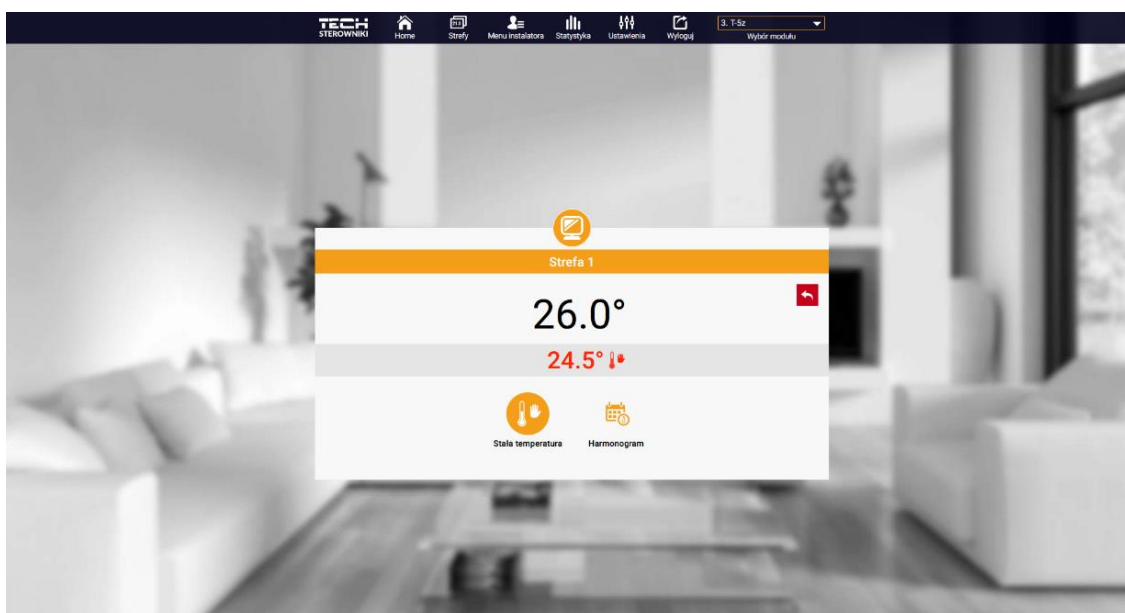 TECH
STEROWNIKI
Home
Strefy
Menu instalatora
Statystyka
Ustawienia
Wyloguj
3. T-5z
Wybór modułu
Strefa 1
26.0°
24.5°
Stała temperatura
Harmonogram